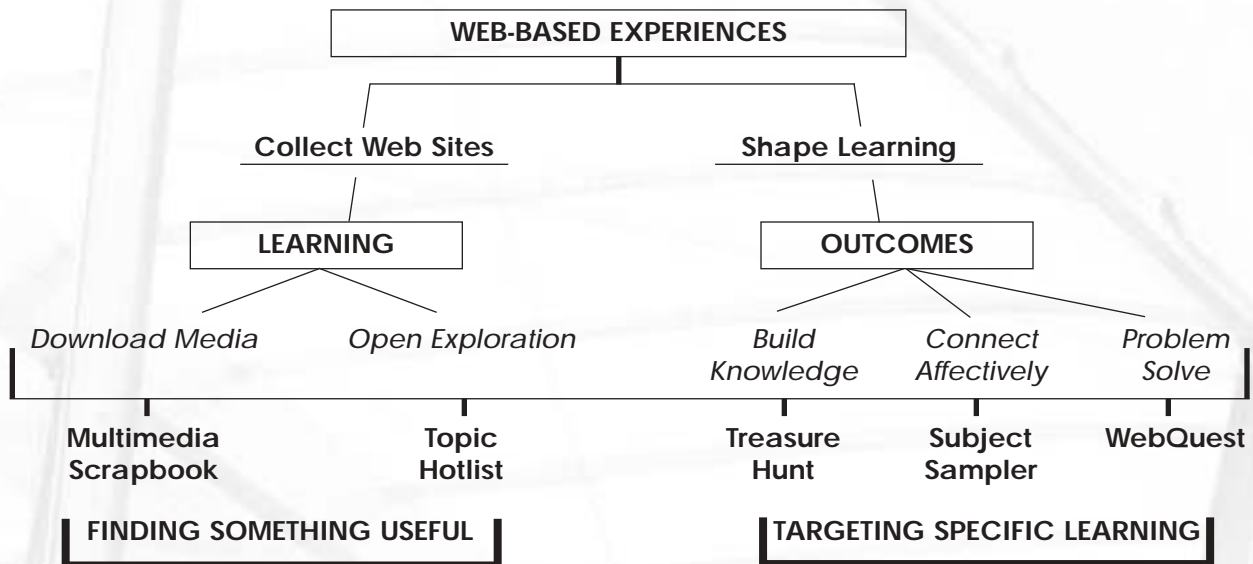 WEB-BASED EXPERIENCES
Collect Web Sites
Shape Learning
LEARNING
OUTCOMES
Download Media
Open Exploration
Build
Knowledge
Connect
Affectively
Problem
Solve
Multimedia
Scrapbook
Topic
Hotlist
Treasure
Hunt
Subject
Sampler
WebQuest
FINDING SOMETHING USEFUL
TARGETING SPECIFIC LEARNING